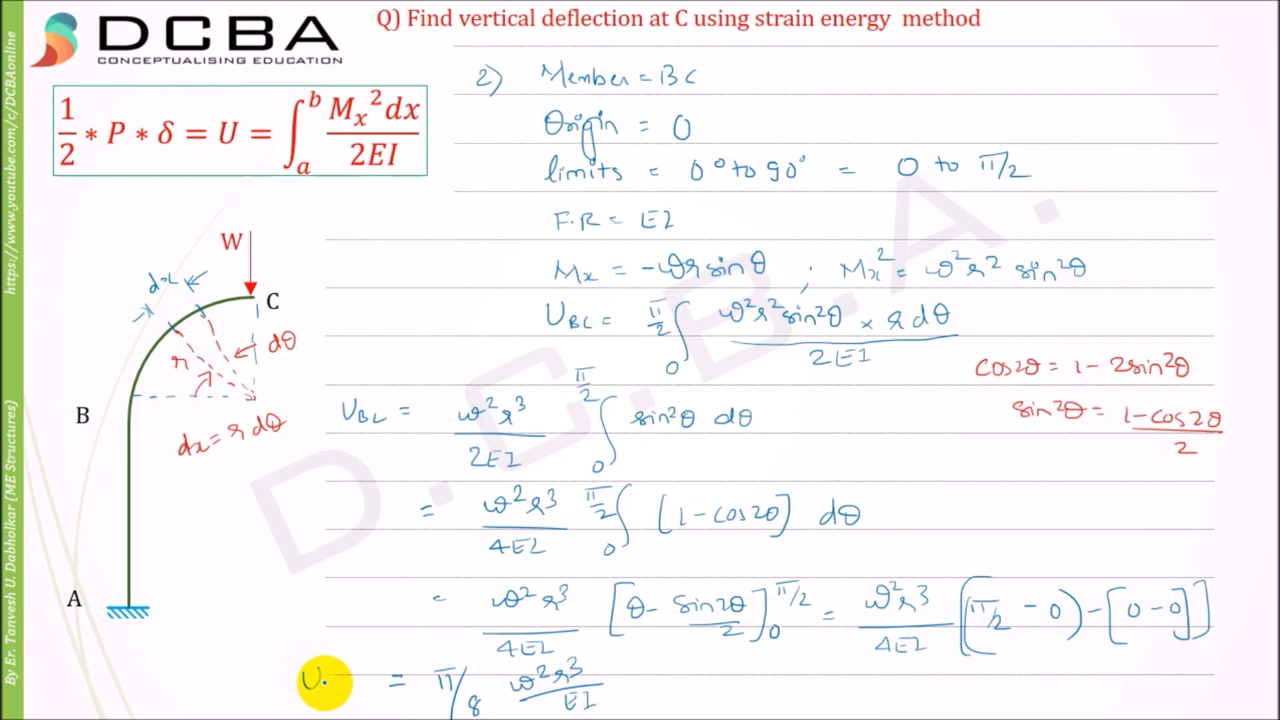 DCBA
CONCEPTUALISING EDUCATION
Q) Find vertical deflection at C using strain energy method
1/2 * P * δ = U = ∫_a^b M_x² dx / 2EI
https://www.youtube.com/c/DCBAonline
By Er. Tanvesh U. Dabholkar (ME Structures)
W
dx
C
dθ
r
B
dx = r dθ
A
2) Member = BC
Origin = O
limits = 0° to 90° = 0 to π/2
F.R = EI
Mx = -Wr sinθ ; Mx² = W²r² sin²θ
U_BC = ∫_0^{π/2} W²r² sin²θ × r dθ / 2EI
cos2θ = 1 - 2sin²θ
sin²θ = 1 - cos2θ / 2
U_BC = W²r³ / 2EI ∫_0^{π/2} sin²θ dθ
= W²r³ / 4EI ∫_0^{π/2} [1 - cos2θ] dθ
= W²r³ / 4EI [θ - sin2θ / 2]_0^{π/2} = W²r³ / 4EI [(π/2 - 0) - [0 - 0]]
U. = π/8 W²r³ / EI
D.C.B.A.